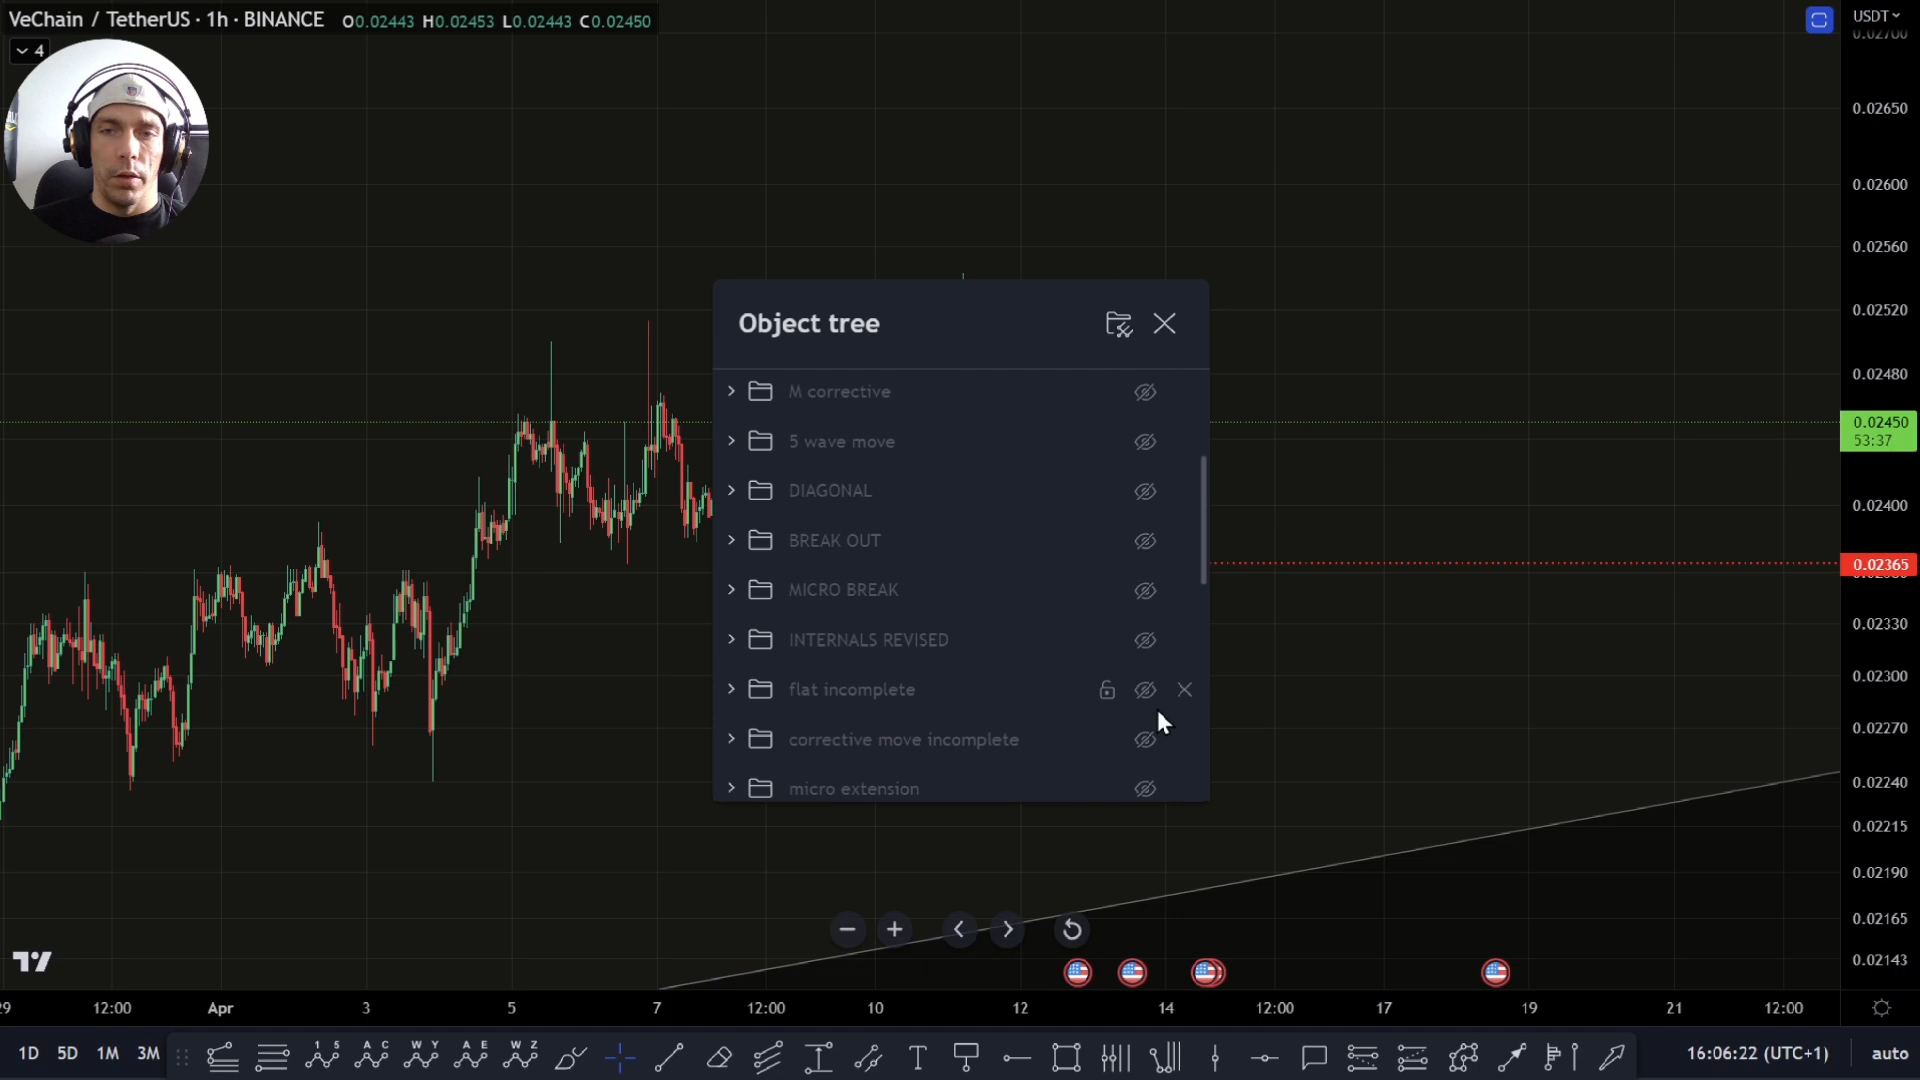 VeChain / TetherUS · 1h · BINANCE O0.02443 H0.02453 L0.02443 C0.02450
USDT
4
0.02700
0.02650
0.02600
0.02560
0.02520
0.02480
0.02450
53:37
0.02400
0.02365
0.02330
0.02300
0.02270
0.02240
0.02215
0.02190
0.02165
0.02143
Object tree
M corrective
5 wave move
DIAGONAL
BREAK OUT
MICRO BREAK
INTERNALS REVISED
flat incomplete
corrective move incomplete
micro extension
29 12:00 Apr 3 5 7 12:00 10 12 14 12:00 17 19 21 12:00
1D 5D 1M 3M 1 5 A C W Y A E W Z T 16:06:22 (UTC+1) auto